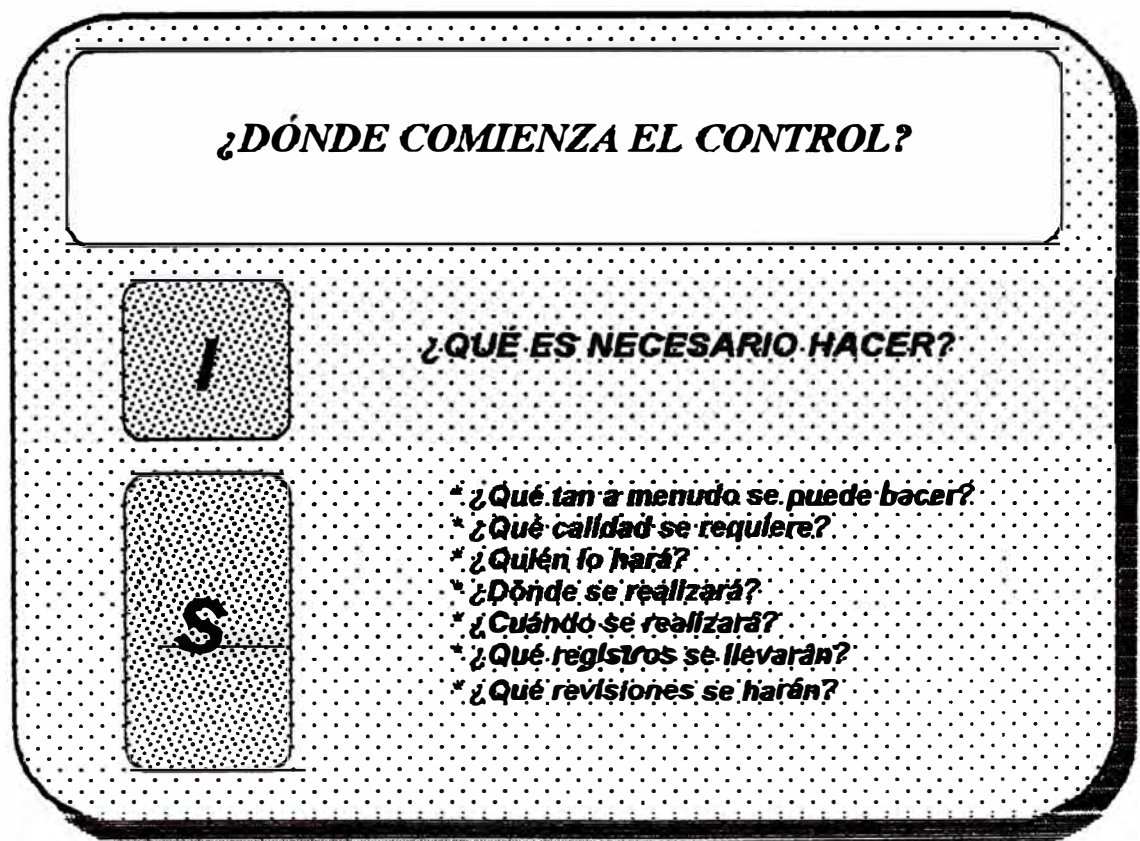 ¿DÓNDE COMIENZA EL CONTROL?
I
¿QUÉ ES NECESARIO HACER?
S
* ¿Qué tan a menudo se puede hacer?
* ¿Qué calidad se requiere?
* ¿Quién lo hará?
* ¿Dónde se realizará?
* ¿Cuándo se realizará?
* ¿Qué registros se llevarán?
* ¿Qué revisiones se harán?